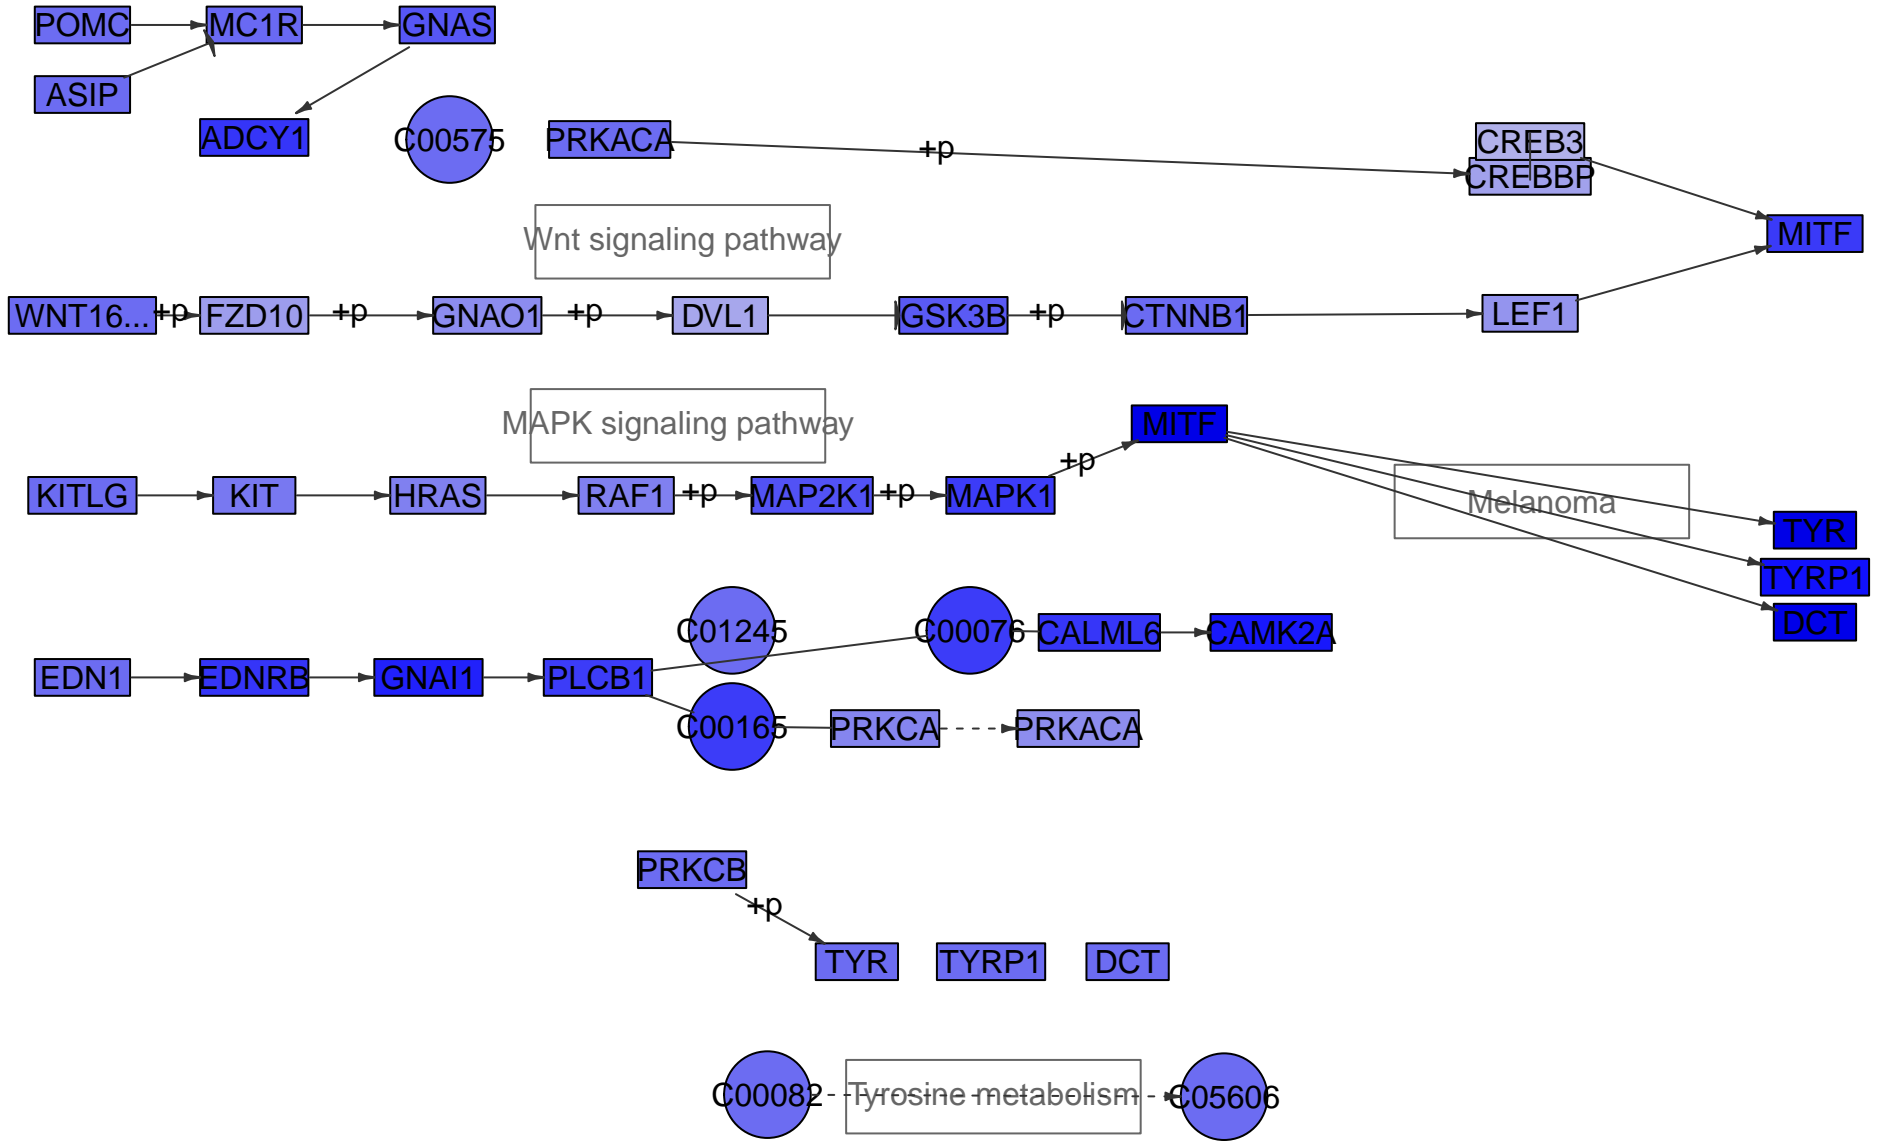 POMC
MC1R
GNAS
ASIP
ADCY1
C00575
PRKACA
+p
CREB3
CREBBP
Wnt signaling pathway
MITF
WNT16...
+p
FZD10
+p
GNAO1
+p
DVL1
GSK3B
+p
CTNNB1
LEF1
MAPK signaling pathway
MITF
+p
KITLG
KIT
HRAS
RAF1
+p
MAP2K1
+p
MAPK1
Melanoma
TYR
TYRP1
DCT
C01245
C00076
CALML6
CAMK2A
EDN1
EDNRB
GNAI1
PLCB1
C00165
PRKCA
PRKACA
PRKCB
+p
TYR
TYRP1
DCT
C00082
Tyrosine metabolism
C05606